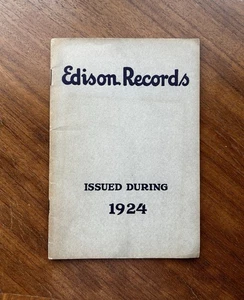 Edison Records
ISSUED DURING
1924